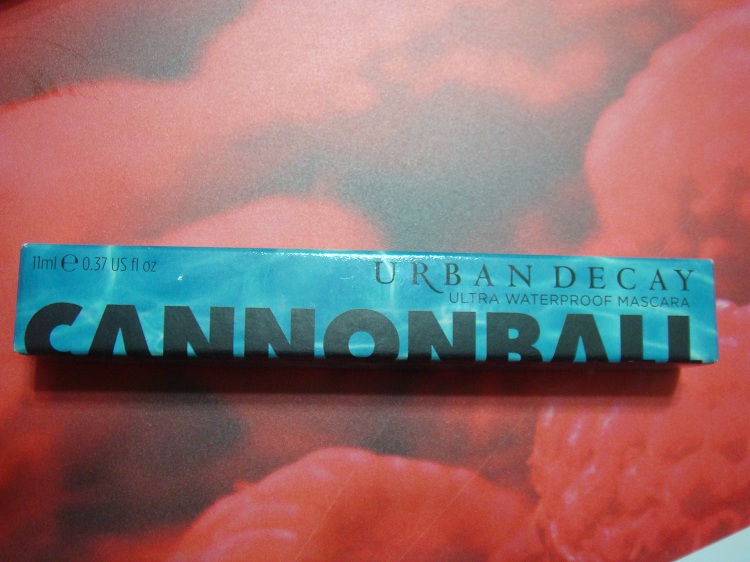 11ml ℮ 0.37 US fl oz
URBAN DECAY
ULTRA WATERPROOF MASCARA
CANNONBALL